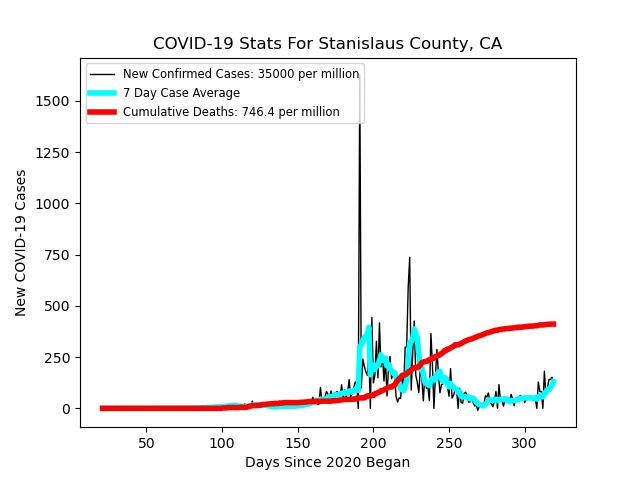 COVID-19 Stats For Stanislaus County, CA
New Confirmed Cases: 35000 per million
7 Day Case Average
Cumulative Deaths: 746.4 per million
New COVID-19 Cases
1500
1250
1000
750
500
250
0
50 100 150 200 250 300
Days Since 2020 Began